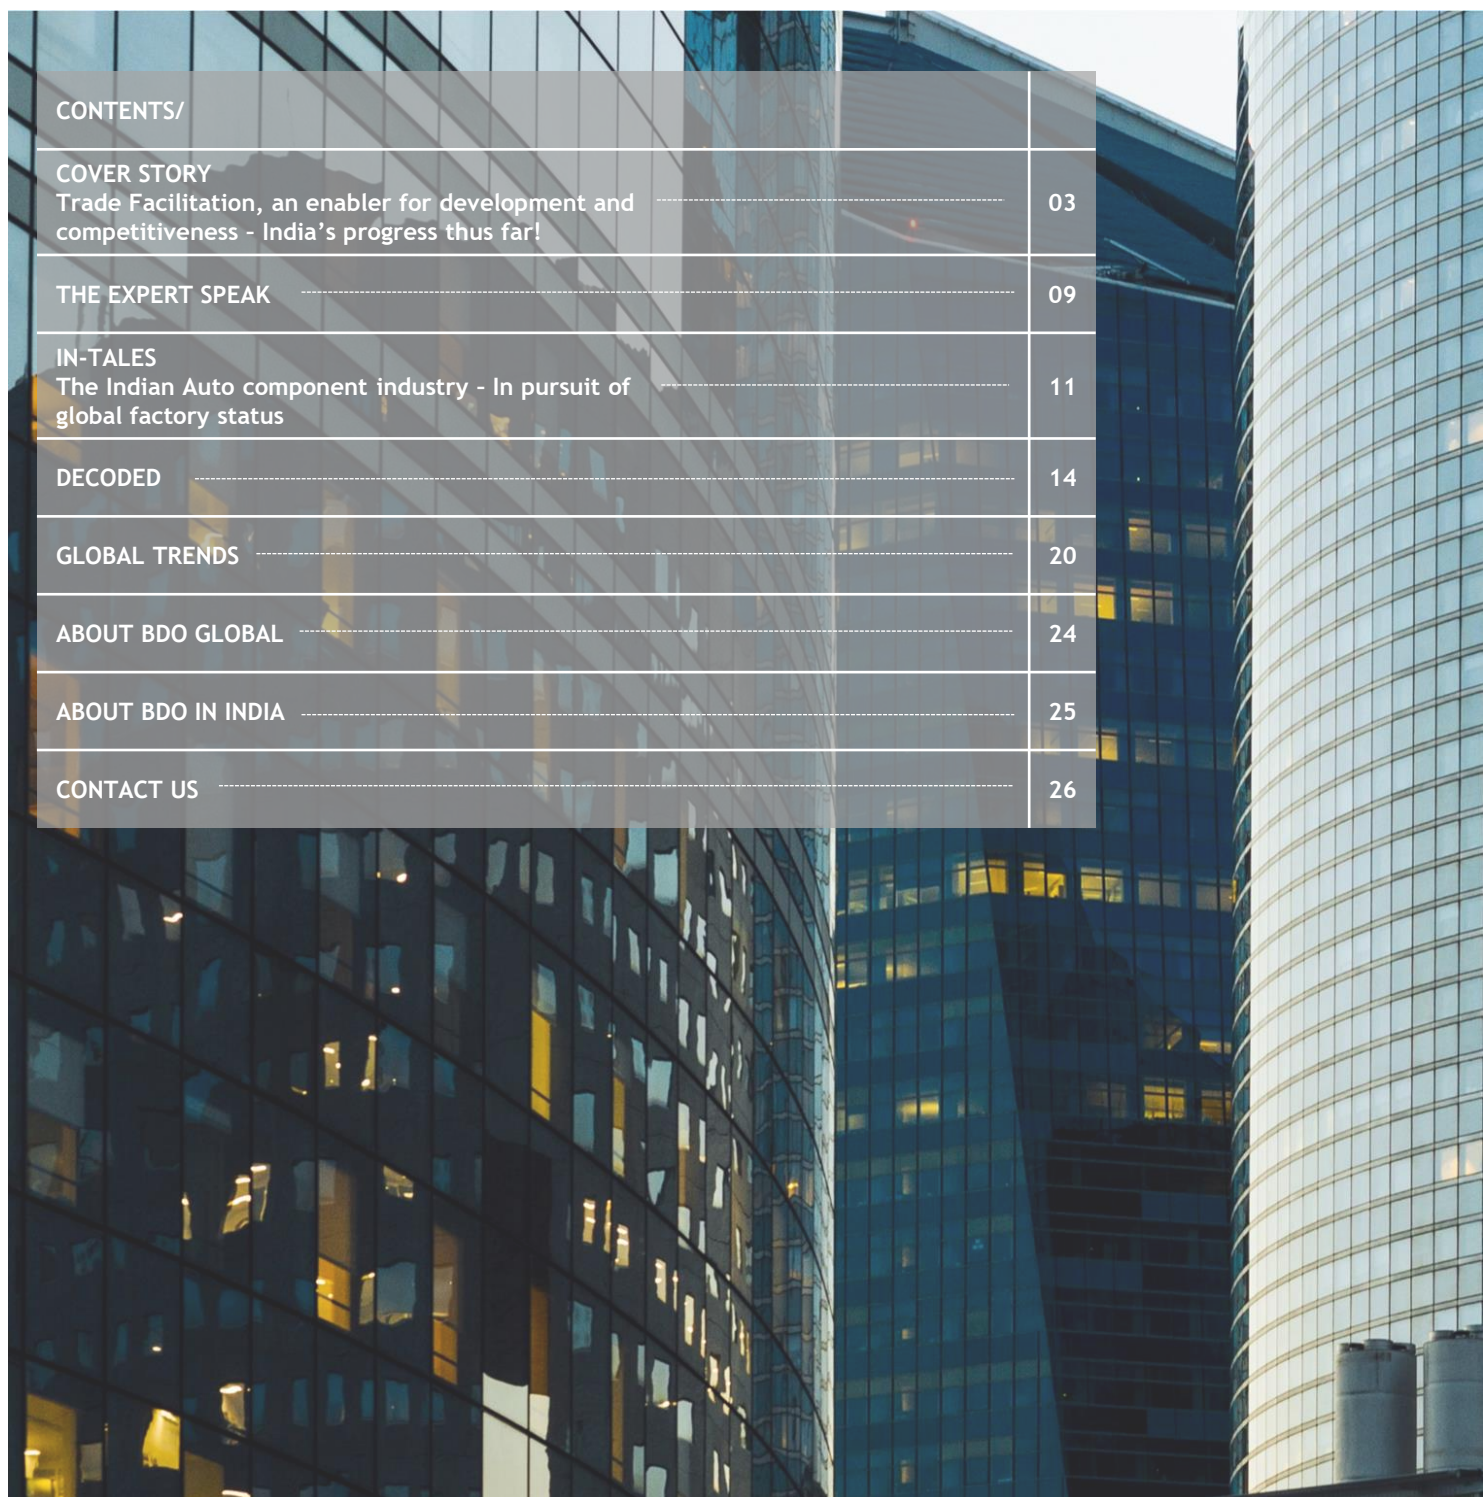 CONTENTS/
COVER STORY
Trade Facilitation, an enabler for development and
competitiveness – India’s progress thus far!
03
THE EXPERT SPEAK
09
IN-TALES
The Indian Auto component industry – In pursuit of
global factory status
11
DECODED
14
GLOBAL TRENDS
20
ABOUT BDO GLOBAL
24
ABOUT BDO IN INDIA
25
CONTACT US
26